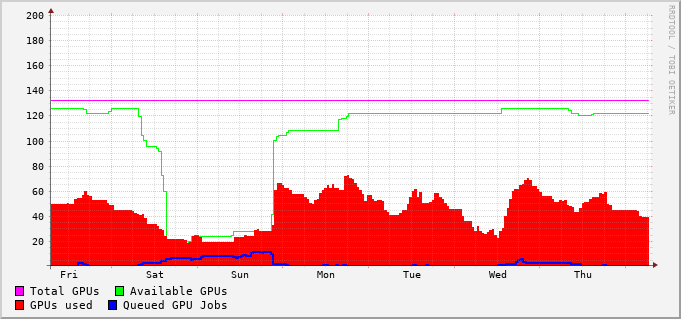 RRDTOOL / TOBI OETIKER
200
180
160
140
120
100
80
60
40
20
Fri Sat Sun Mon Tue Wed Thu
Total GPUs Available GPUs
GPUs used Queued GPU Jobs